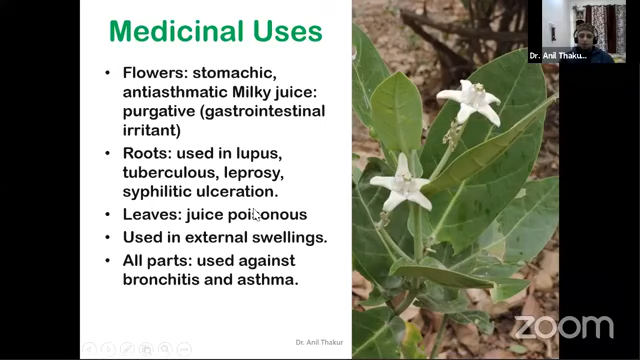 Medicinal Uses
• Flowers: stomachic,
antiasthmatic Milky juice:
purgative (gastrointestinal
irritant)
• Roots: used in lupus,
tuberculous, leprosy,
syphilitic ulceration.
• Leaves: juice poisonous
• Used in external swellings.
• All parts: used against
bronchitis and asthma.
Dr. Anil Thakur
Dr. Anil Thaku...
zoom